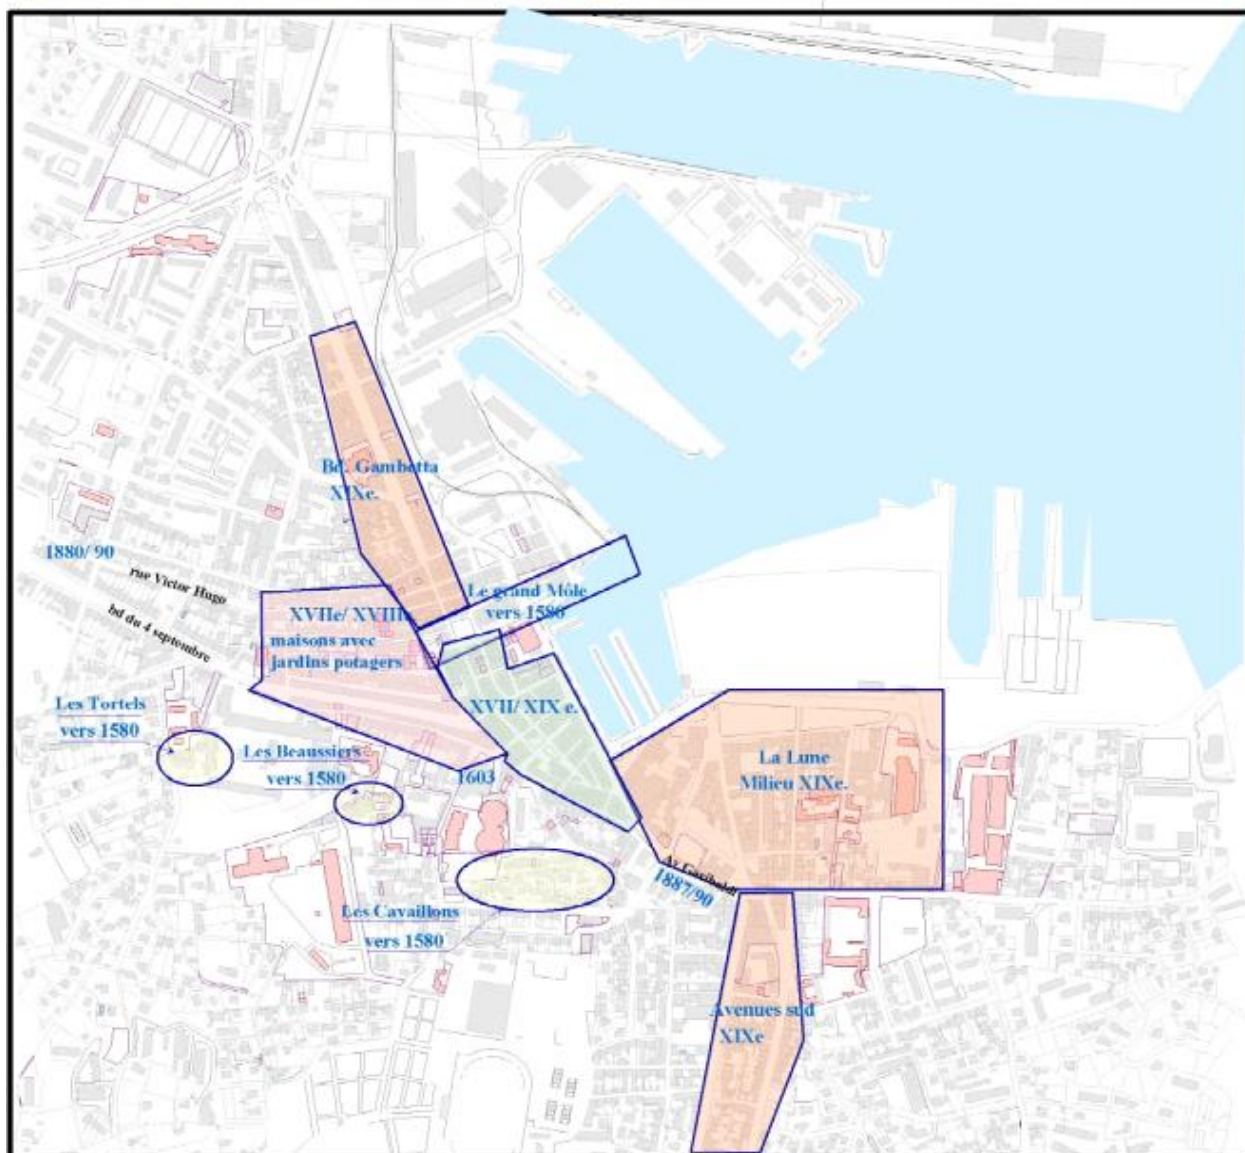 Bd. Gambetta
XIXe.
1880/ 90
rue Victor Hugo
bd du 4 septembre
Le grand Môle
vers 1580
XVIIe/ XVIII
maisons avec
jardins potagers
XVII/ XIX e.
Les Tortels
vers 1580
Les Beaussiers
vers 1580
1603
La Lune
Milieu XIXe.
Av Garibaldi
1887/90
Les Cavaillons
vers 1580
Avenues sud
XIXe